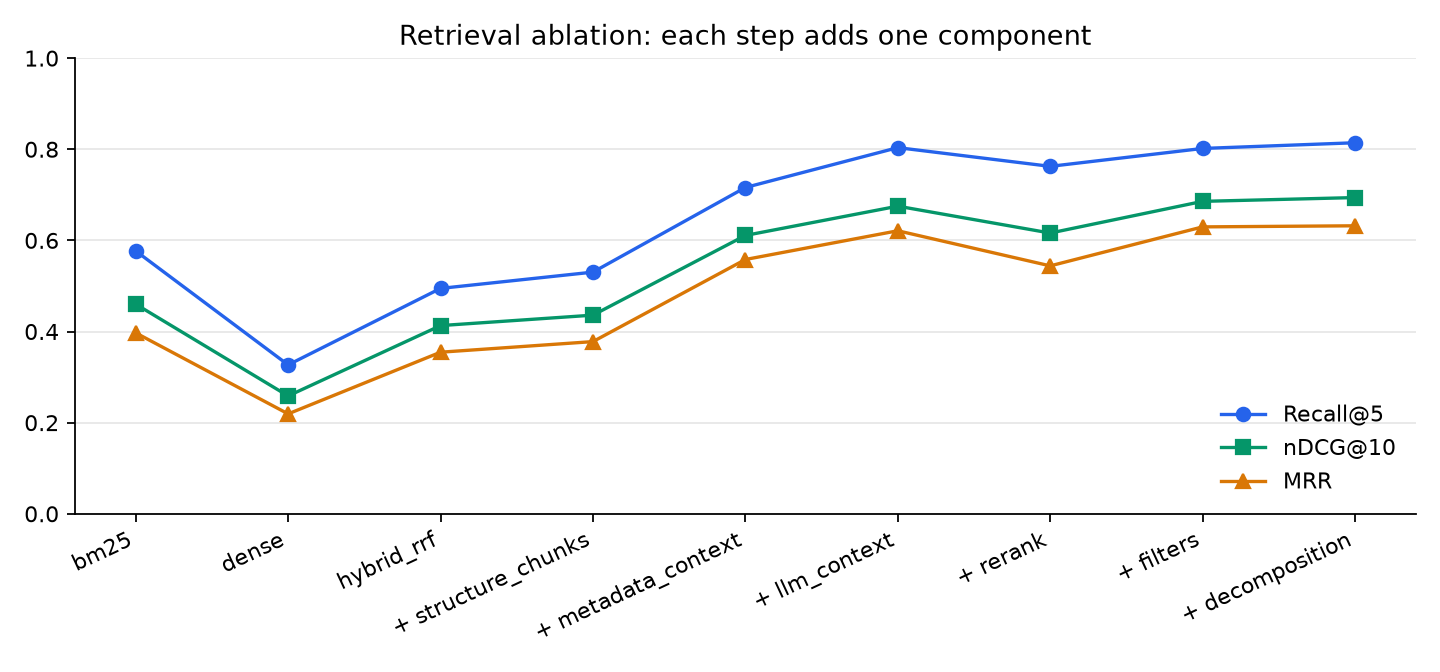 Retrieval ablation: each step adds one component
1.0
0.8
0.6
0.4
0.2
0.0
Recall@5
nDCG@10
MRR
bm25
dense
hybrid_rrf
+ structure_chunks
+ metadata_context
+ llm_context
+ rerank
+ filters
+ decomposition